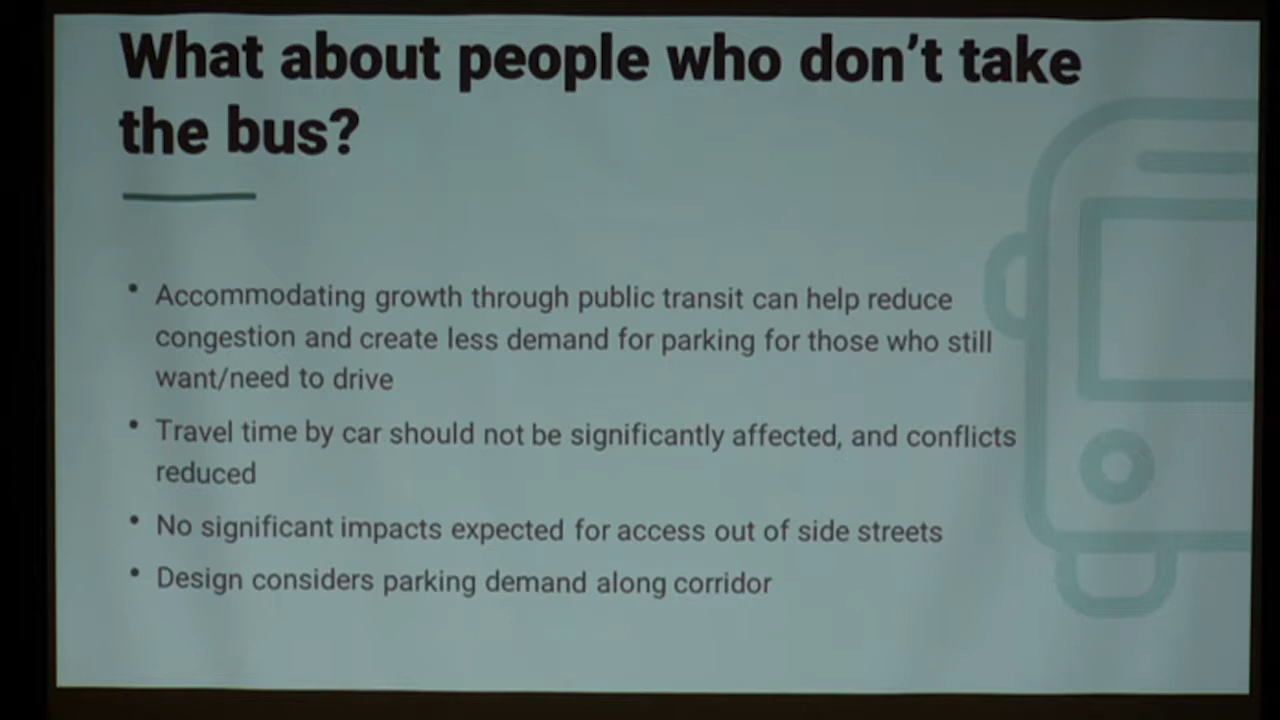 What about people who don’t take
the bus?
• Accommodating growth through public transit can help reduce
congestion and create less demand for parking for those who still
want/need to drive
• Travel time by car should not be significantly affected, and conflicts
reduced
• No significant impacts expected for access out of side streets
• Design considers parking demand along corridor